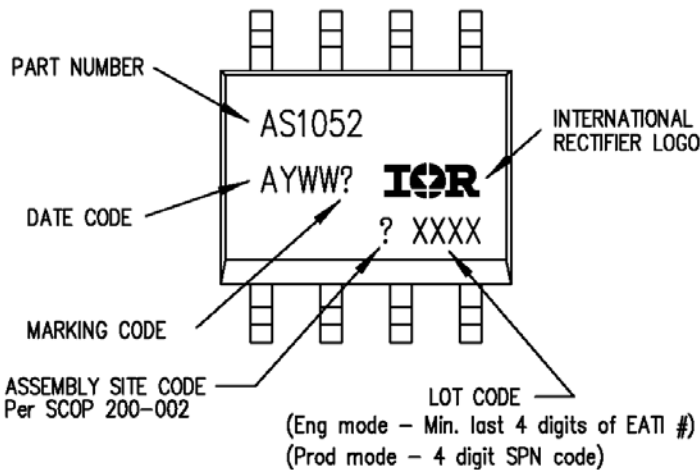 PART NUMBER
AS1052
INTERNATIONAL
RECTIFIER LOGO
AYWW? IOR
DATE CODE
? XXXX
MARKING CODE
ASSEMBLY SITE CODE
Per SCOP 200-002
LOT CODE
(Eng mode - Min. last 4 digits of EATI #)
(Prod mode - 4 digit SPN code)